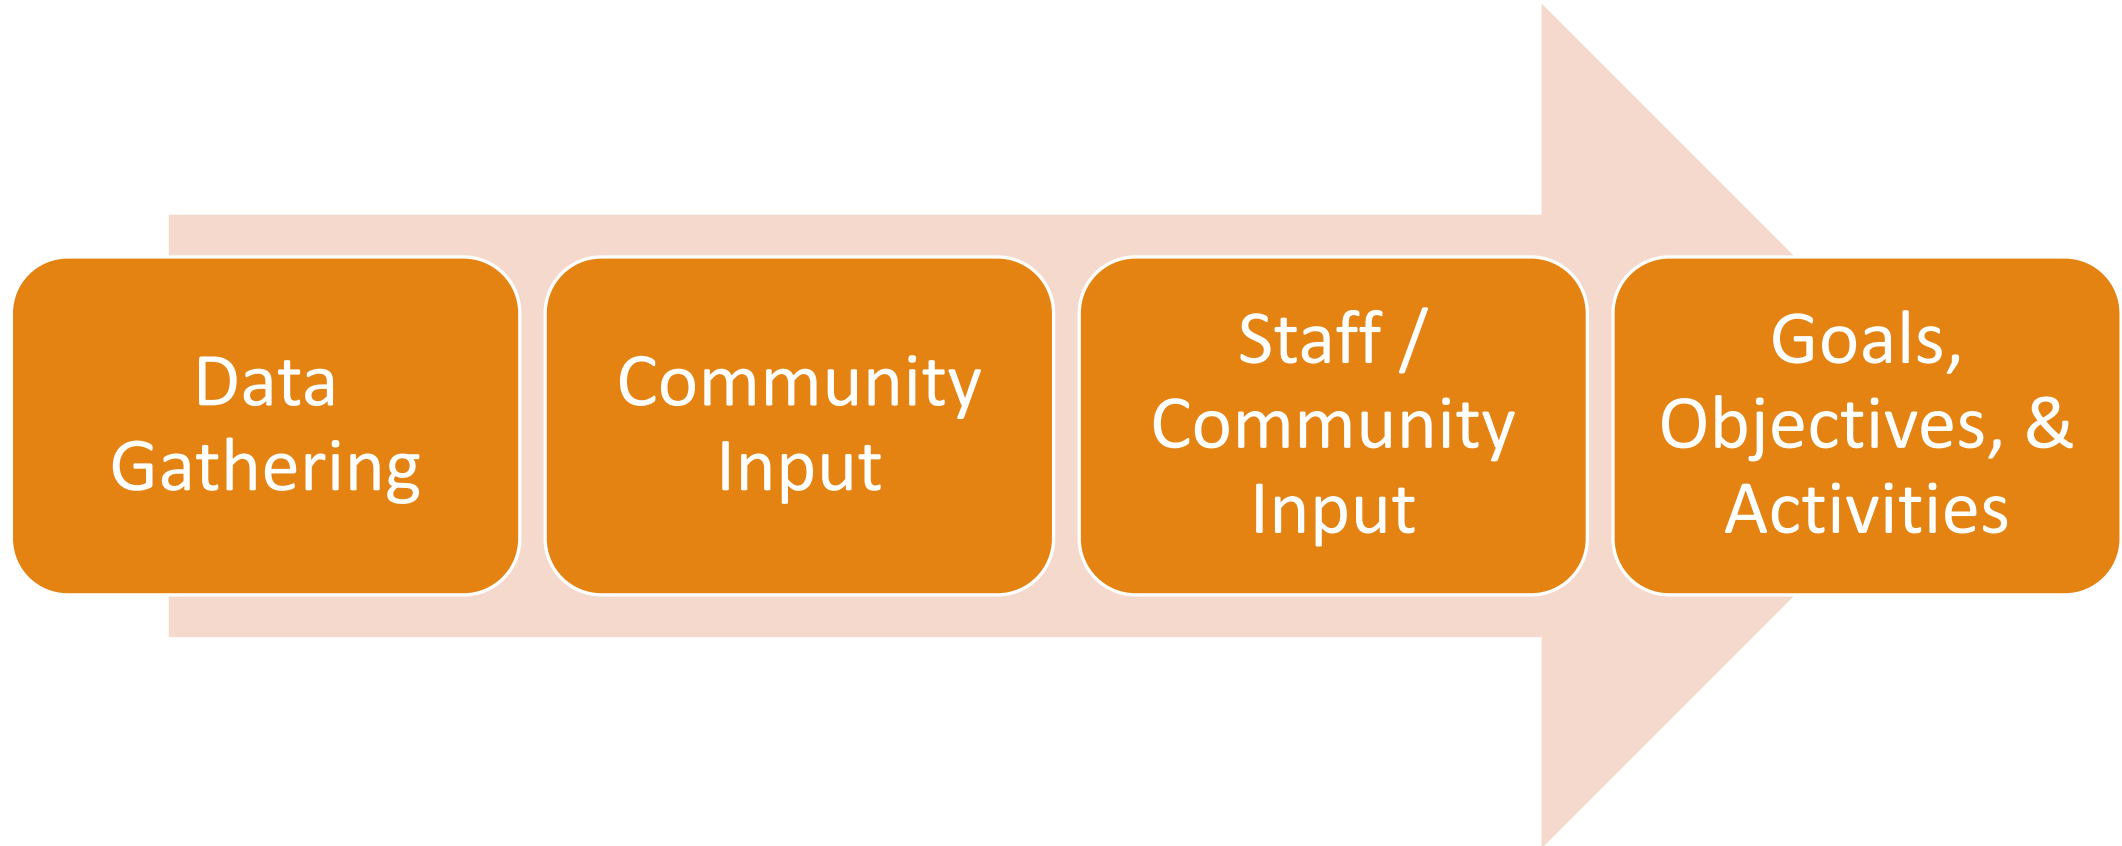 Data
Gathering
Community
Input
Staff /
Community
Input
Goals,
Objectives, &
Activities